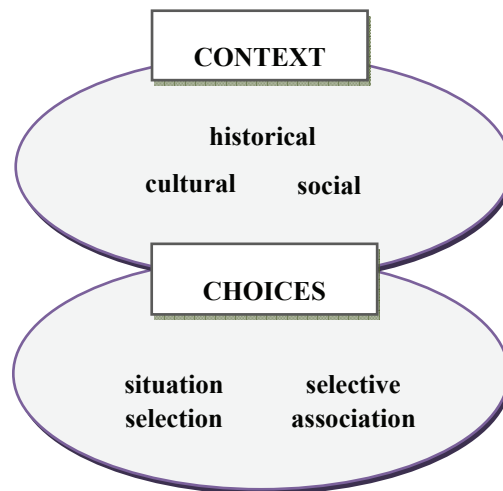 CONTEXT
historical
cultural social
CHOICES
situation selective
selection association